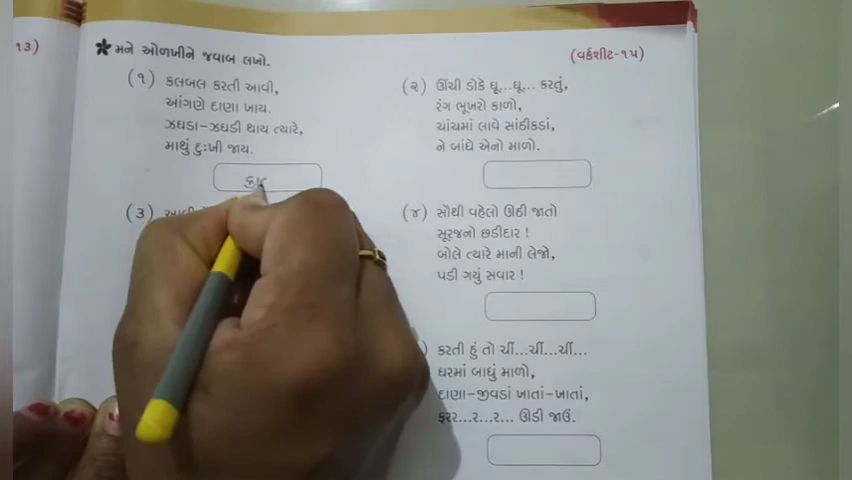 ૧૩)
મને ઓળખીને જવાબ લખો.
(વર્કશીટ-૧૫)
(૧) કલબલ કરતી આવી,
આંગણે દાણા ખાય.
ઝઘડા-ઝઘડી થાય ત્યારે,
માથું દુઃખી જાય.
કા
(૨) ઊંચી ડોકે ઘૂ...ઘૂ... કરતું,
રંગ ભૂખરો કાળો,
ચાંચમાં લાવે સાંઠીકડાં,
ને બાંધે એનો માળો.
(૩)
(૪) સૌથી વહેલો ઊઠી જાતો
સૂરજનો છડીદાર !
બોલે ત્યારે માની લેજો,
પડી ગયું સવાર !
કરતી હું તો ચીં...ચીં...ચીં...
ઘરમાં બાધું માળો,
દાણા-જીવડાં ખાતાં-ખાતાં,
ફરર...ર...ર... ઊડી જાઉં.